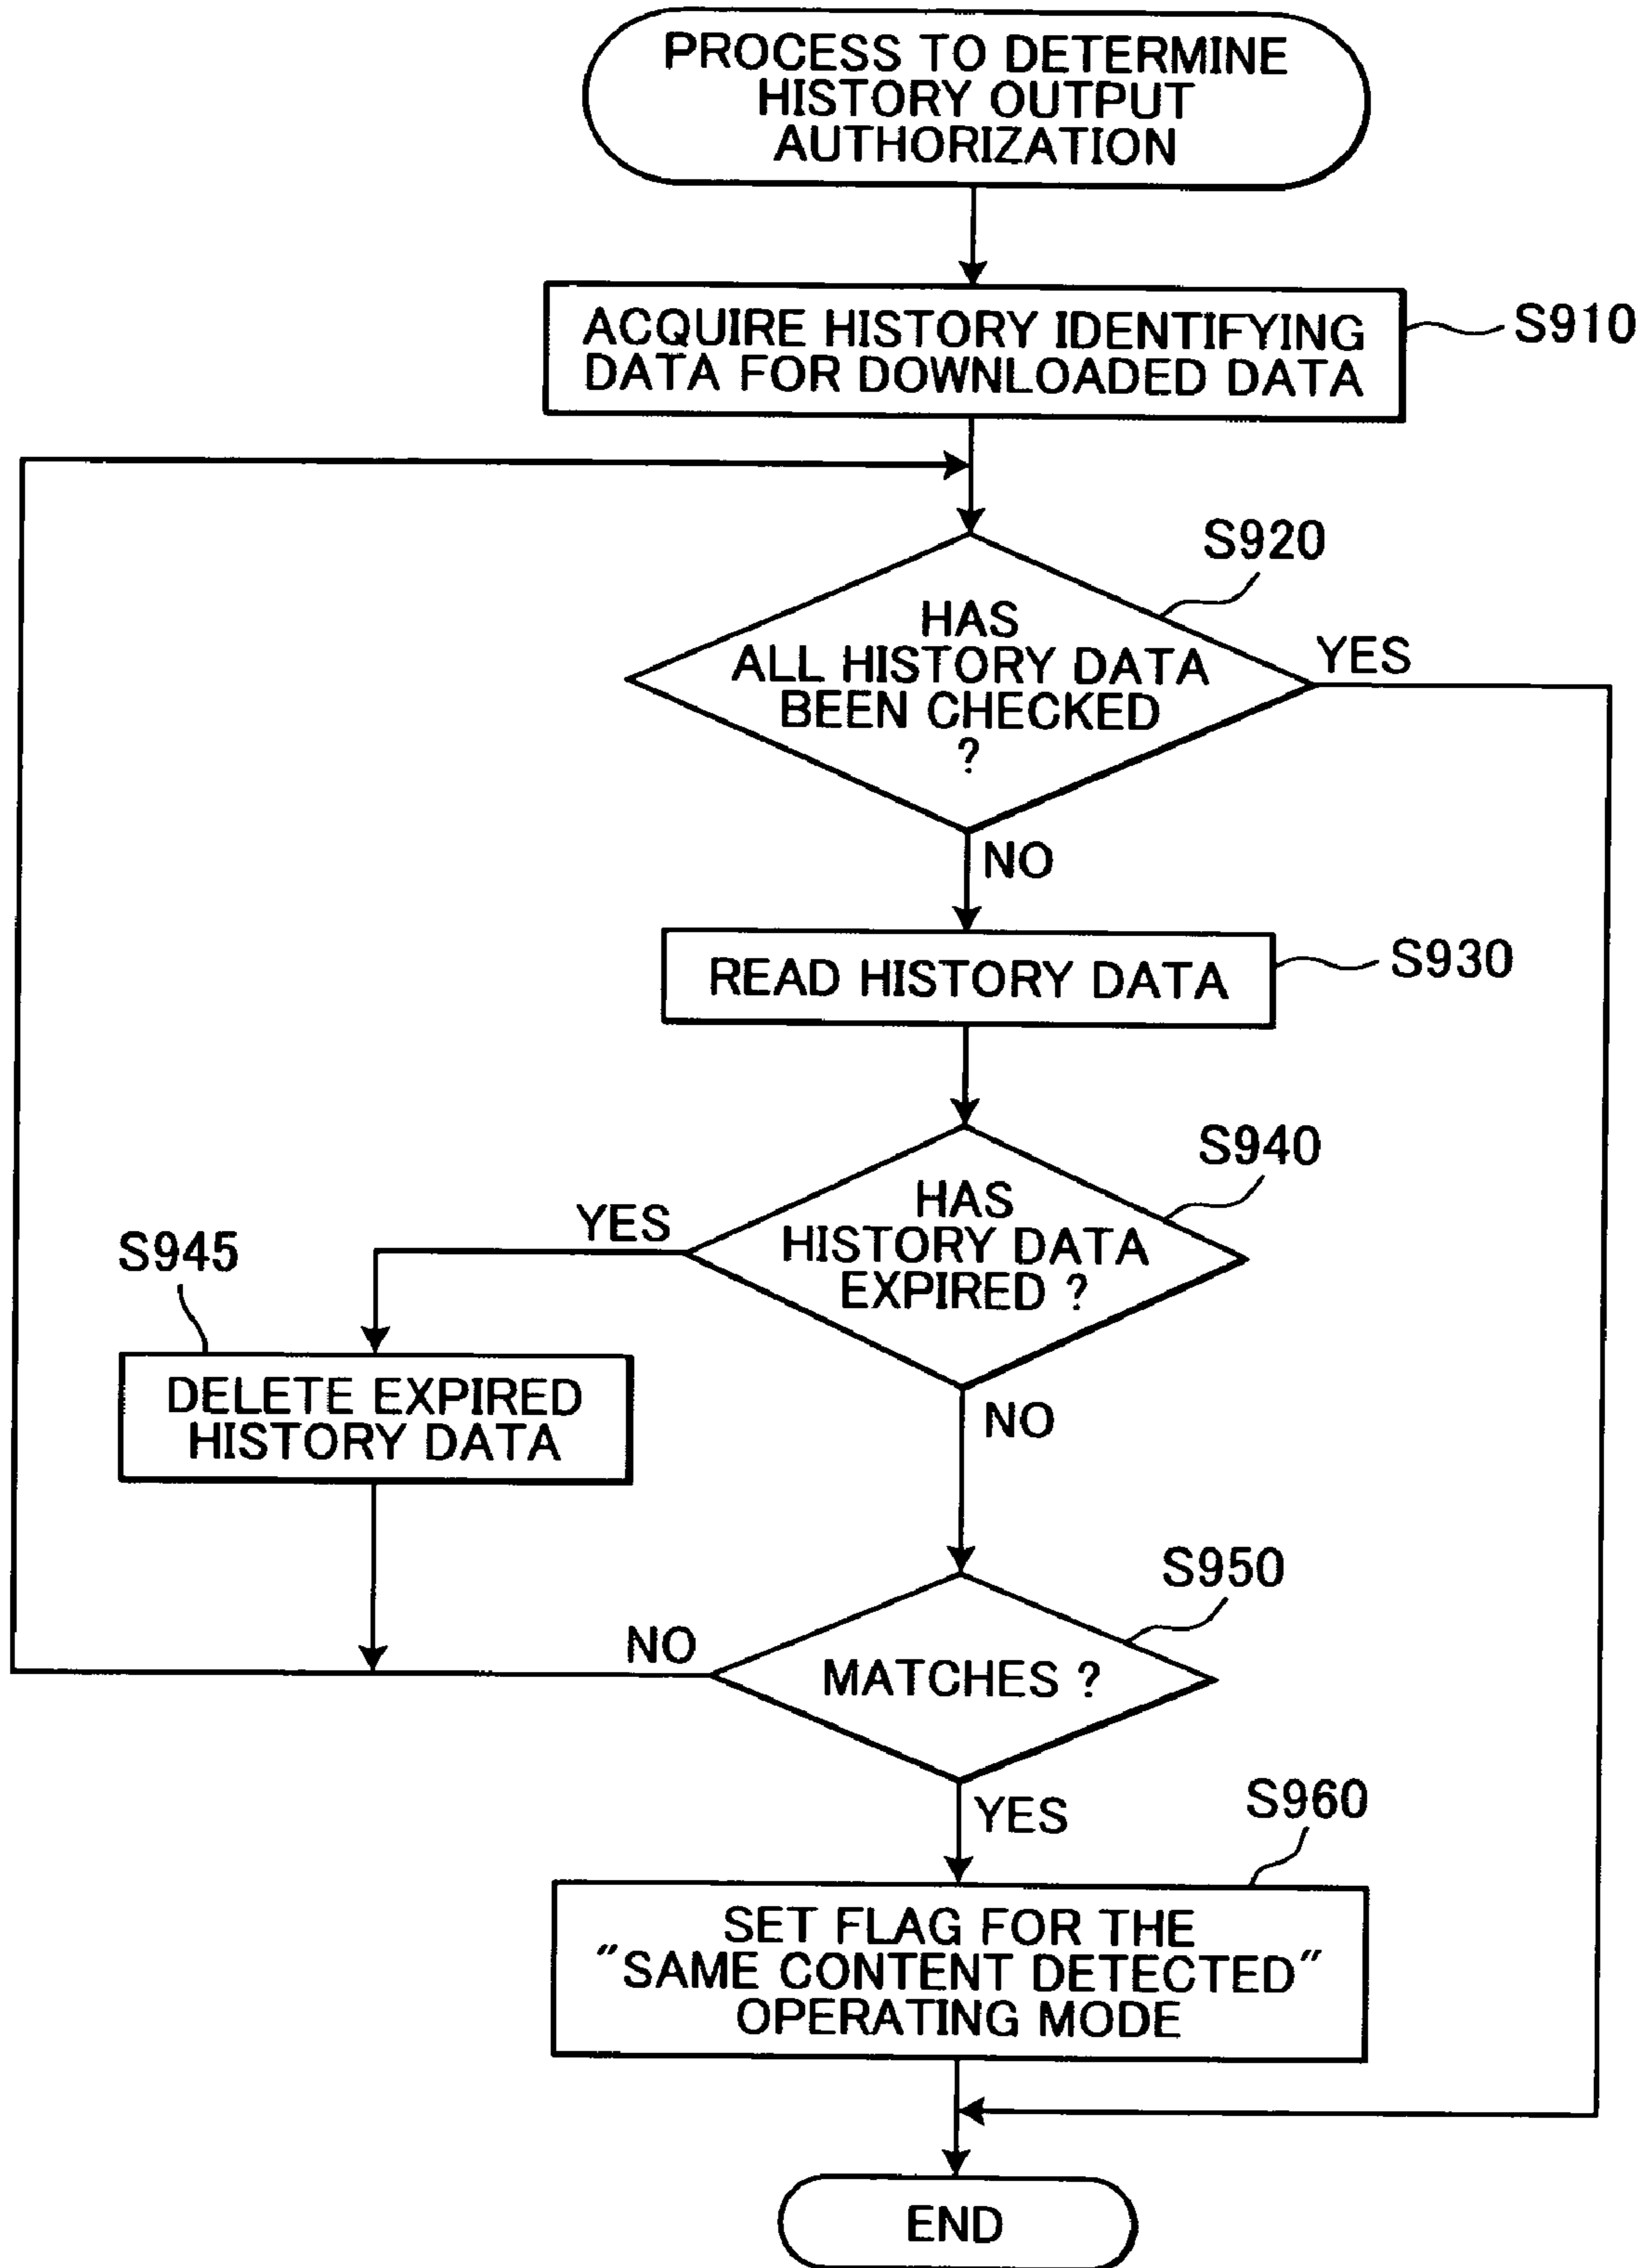 PROCESS TO DETERMINE
HISTORY OUTPUT
AUTHORIZATION
ACQUIRE HISTORY IDENTIFYING
DATA FOR DOWNLOADED DATA
S910
S920
HAS
ALL HISTORY DATA
BEEN CHECKED
?
YES
NO
READ HISTORY DATA
S930
S940
HAS
HISTORY DATA
EXPIRED ?
YES
S945
DELETE EXPIRED
HISTORY DATA
NO
S950
MATCHES ?
NO
YES
S960
SET FLAG FOR THE
"SAME CONTENT DETECTED"
OPERATING MODE
END